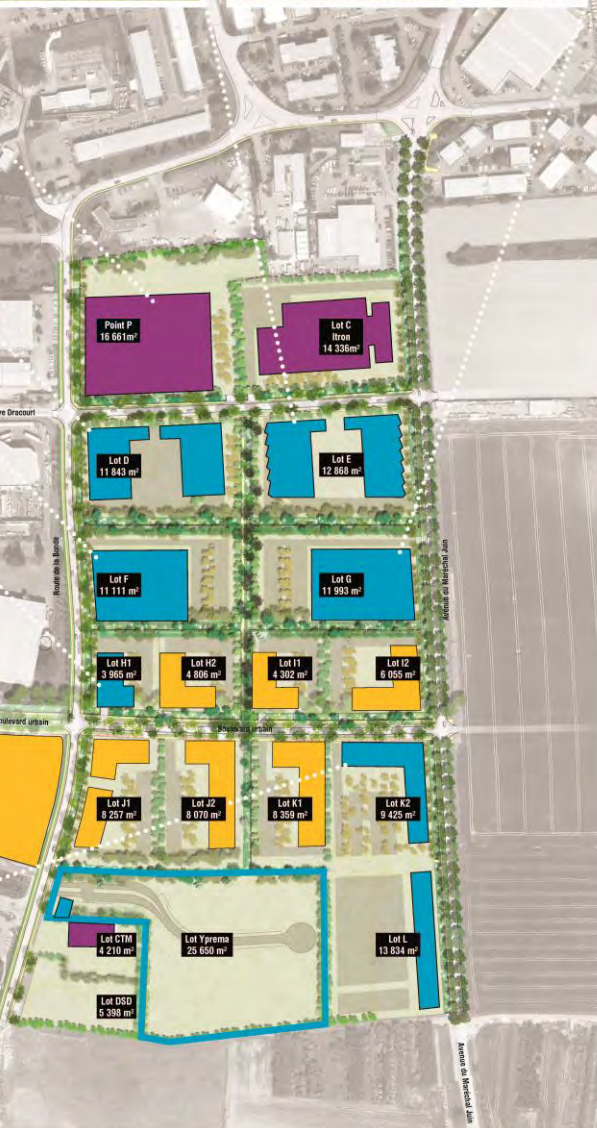 Point P
16 661m²
Lot C
Itron
14 336m²
re Dracourt
Lot D
11 843 m²
Lot E
12 868 m²
Route de la Borde
Avenue du Maréchal Juin
Lot F
11 111 m²
Lot G
11 993 m²
Lot H1
3 965 m²
Lot H2
4 806 m²
Lot I1
4 302 m²
Lot I2
6 055 m²
oulevard urbain
Boulevard urbain
Lot J1
8 257 m²
Lot J2
8 070 m²
Lot K1
8 359 m²
Lot K2
9 425 m²
Lot CTM
4 210 m²
Lot Yprema
25 650 m²
Lot L
13 834 m²
Lot DSD
5 398 m²
Avenue du Maréchal Juin